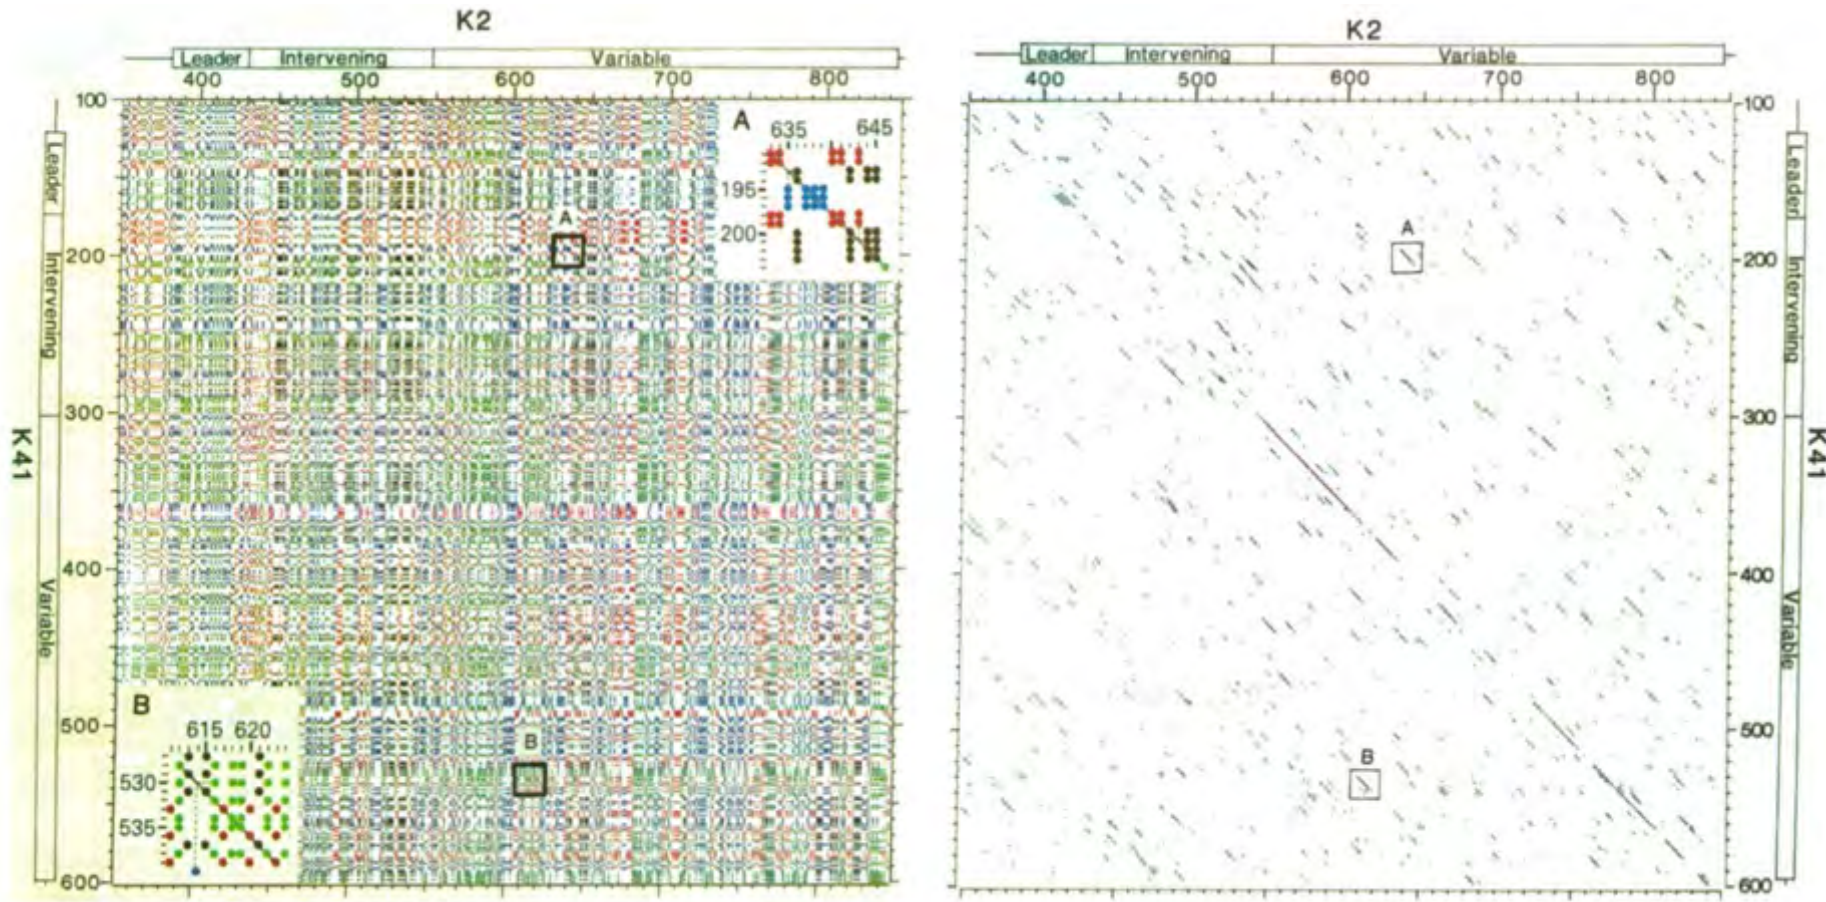 K2
Leader Intervening Variable
400 500 600 700 800
100
200
300
400
500
600
K41
Leader
Intervening
Variable
A
635 645
195
200
A
B
615 620
530
535
B
K2
Leader Intervening Variable
400 500 600 700 800
100
200
300
400
500
600
K41
Leader
Intervening
Variable
A
B